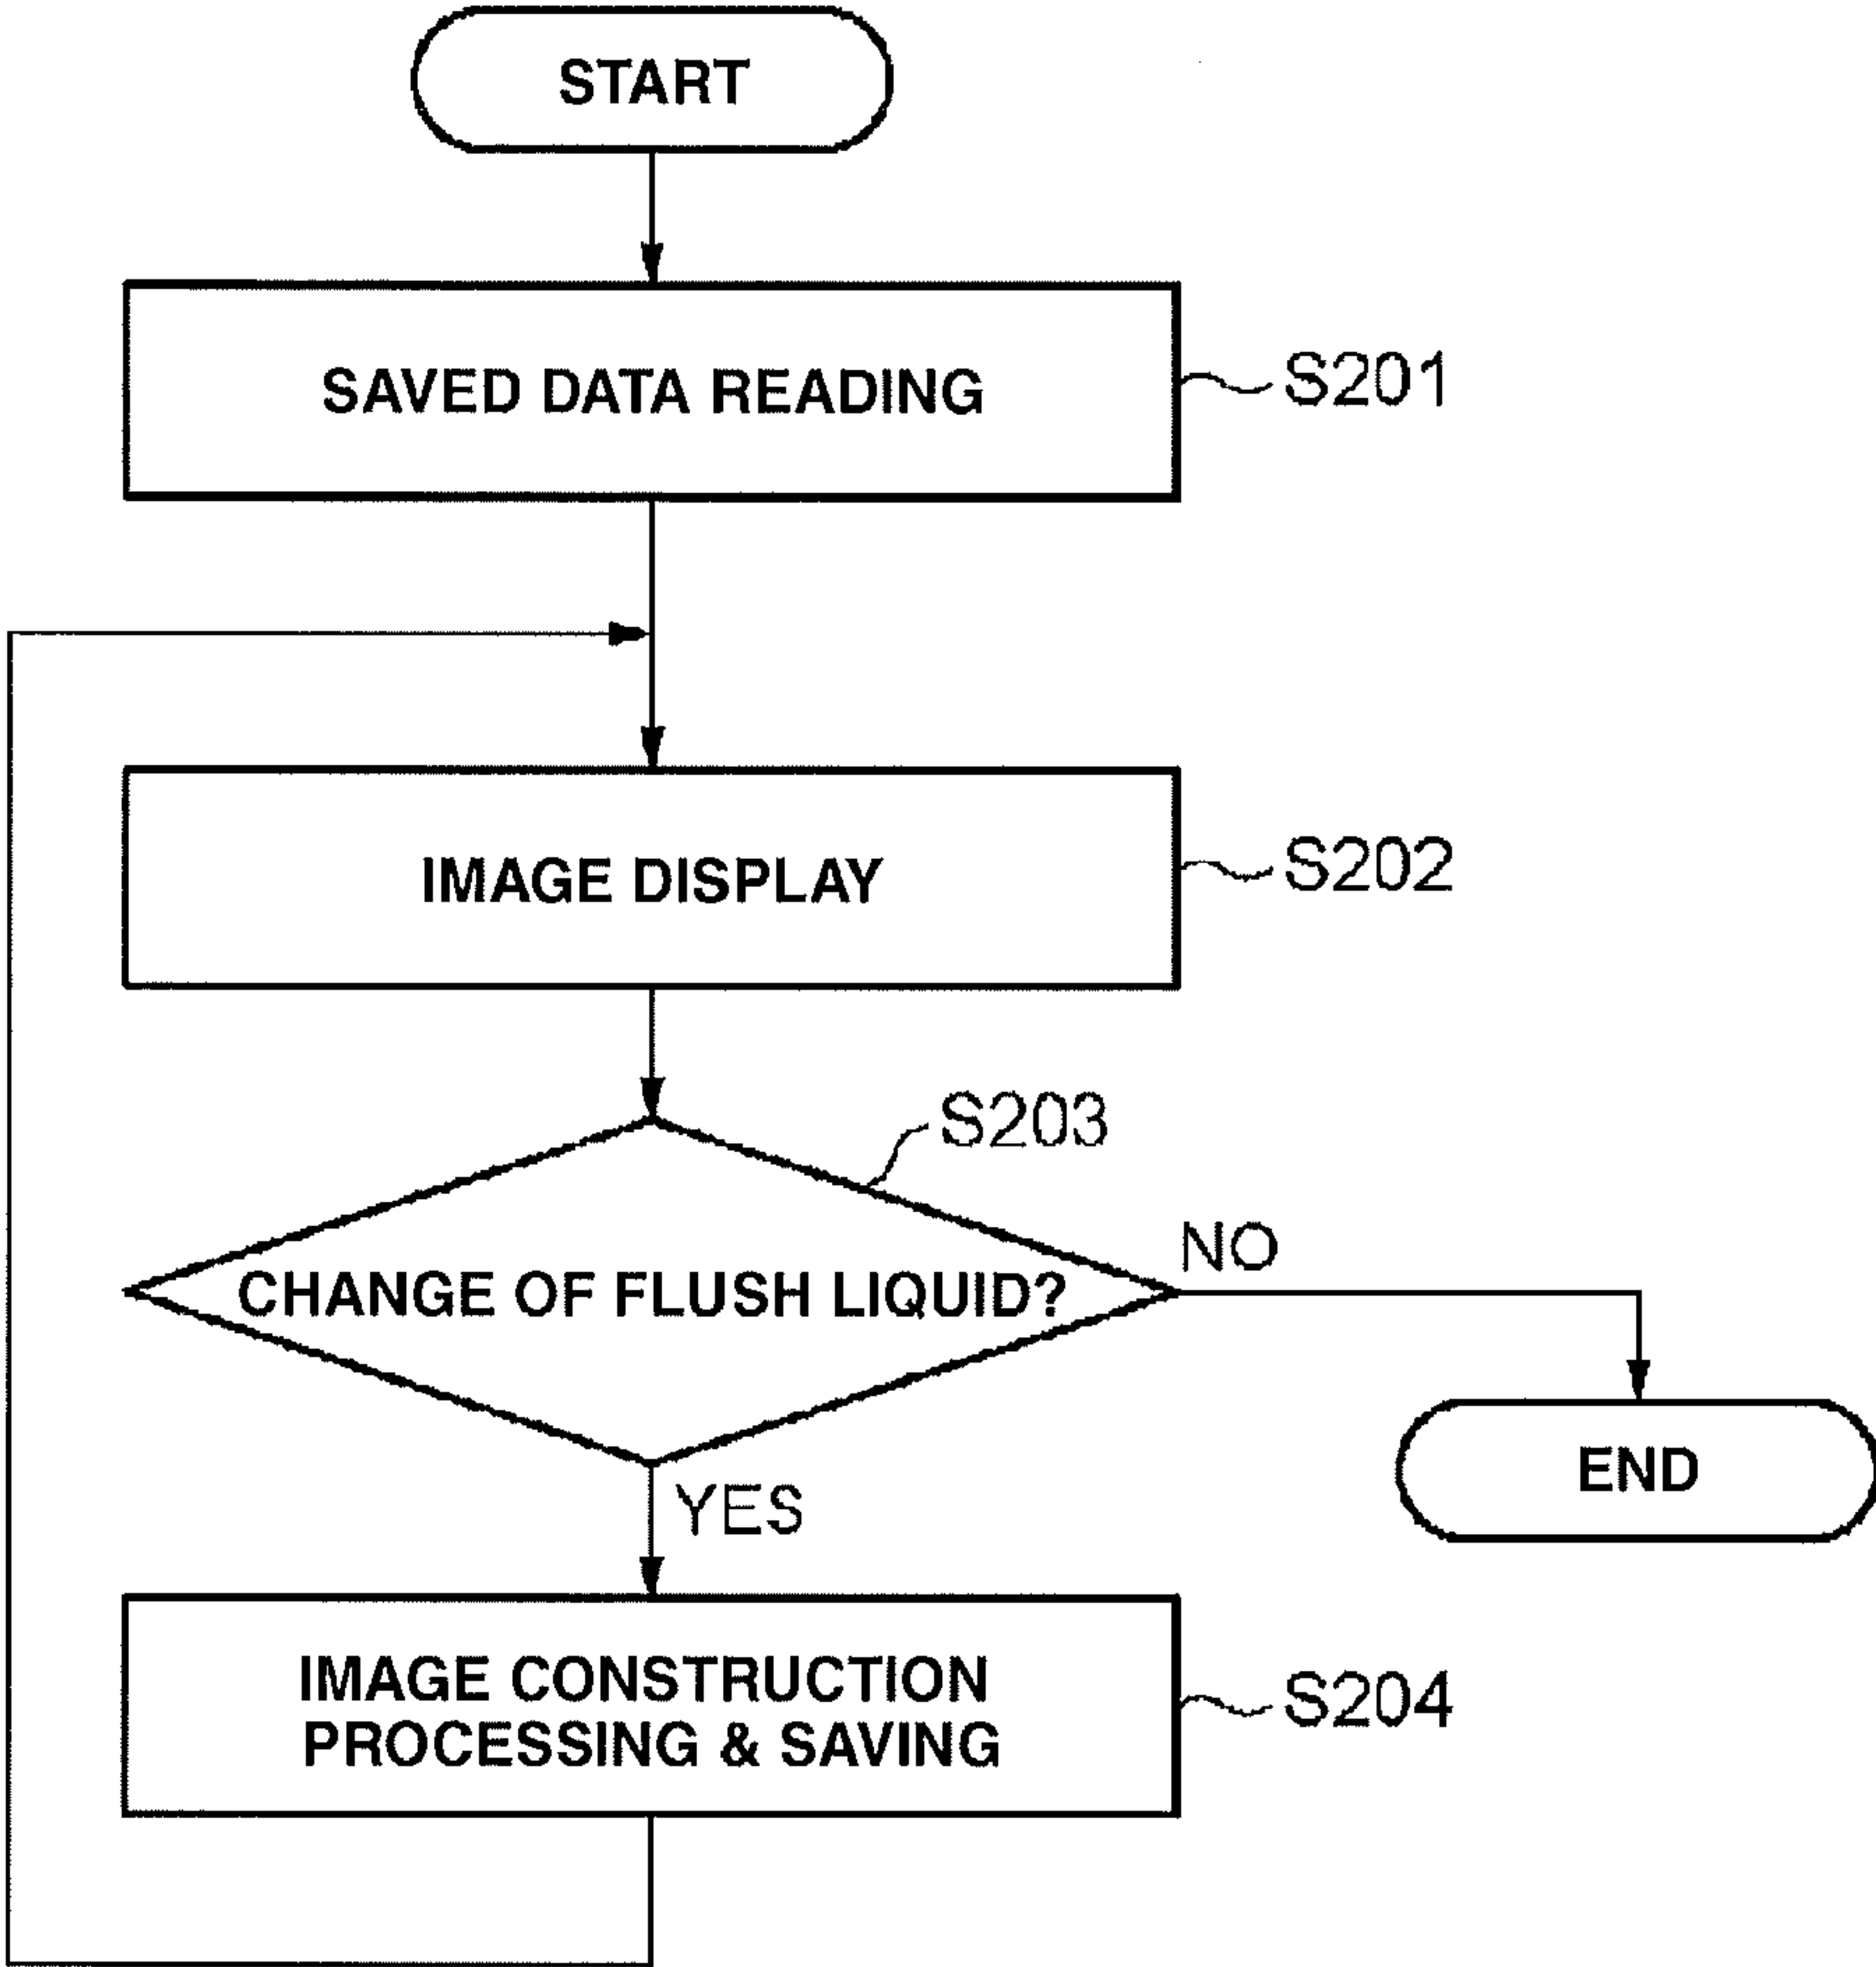 START
SAVED DATA READING
S201
IMAGE DISPLAY
S202
S203
CHANGE OF FLUSH LIQUID?
NO
END
YES
IMAGE CONSTRUCTION
PROCESSING & SAVING
S204